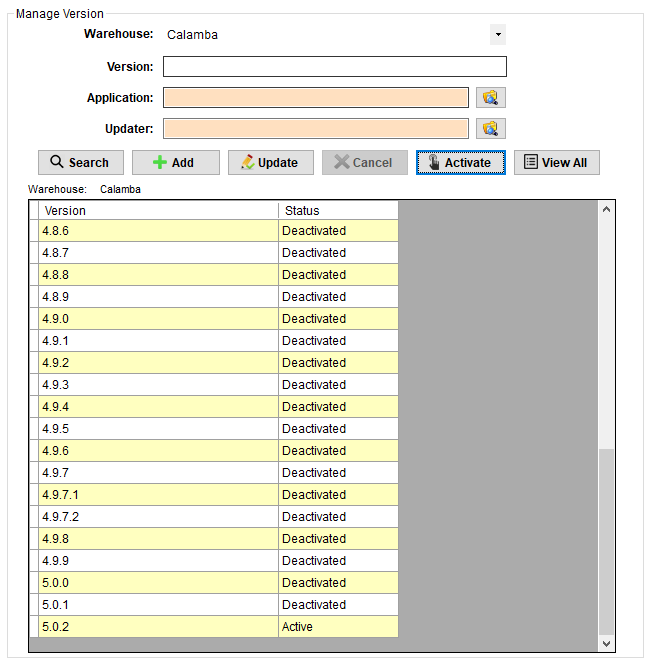 Manage Version
Warehouse: Calamba
Version:
Application:
Updater:
Search Add Update Cancel Activate View All
Warehouse: Calamba
Version Status
4.8.6 Deactivated
4.8.7 Deactivated
4.8.8 Deactivated
4.8.9 Deactivated
4.9.0 Deactivated
4.9.1 Deactivated
4.9.2 Deactivated
4.9.3 Deactivated
4.9.4 Deactivated
4.9.5 Deactivated
4.9.6 Deactivated
4.9.7 Deactivated
4.9.7.1 Deactivated
4.9.7.2 Deactivated
4.9.8 Deactivated
4.9.9 Deactivated
5.0.0 Deactivated
5.0.1 Deactivated
5.0.2 Active